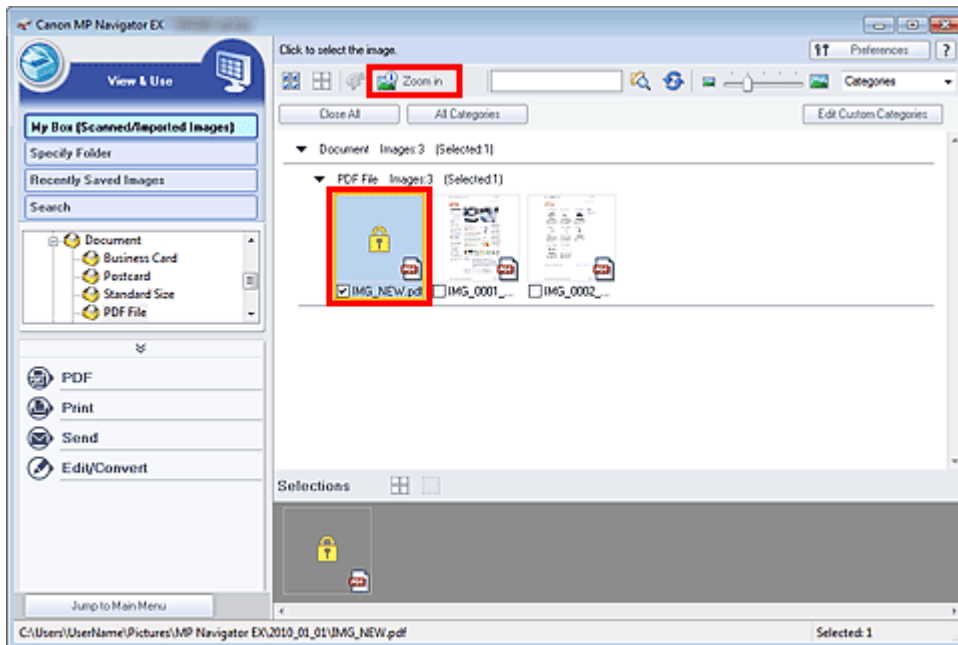 Canon MP Navigator EX
View & Use
My Box (Scanned/Imported Images)
Specify Folder
Recently Saved Images
Search
Document
Business Card
Postcard
Standard Size
PDF File
PDF
Print
Send
Edit/Convert
Jump to Main Menu
Click to select the image.
Preferences
?
Zoom in
Categories
Close All
All Categories
Edit Custom Categories
Document Images:3 (Selected:1)
PDF File Images:3 (Selected:1)
IMG_NEW.pdf
IMG_0001_...
IMG_0002_...
Selections
C:\Users\UserName\Pictures\MP Navigator EX\2010_01_01\IMG_NEW.pdf
Selected: 1